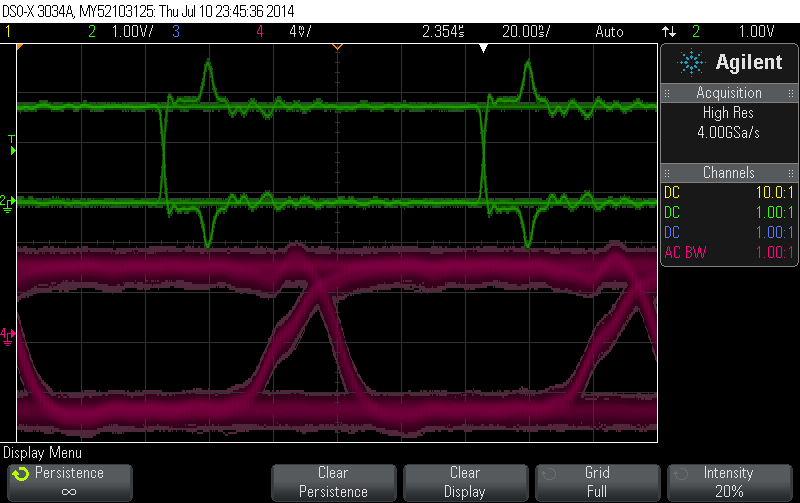 DSO-X 3034A, MY52103125: Thu Jul 10 23:45:36 2014
1 2 1.00V/ 3 4 4mV/ 2.354us 20.00ns/ Auto 2 1.00V
Agilent
Acquisition
High Res
4.00GSa/s
Channels
DC 10.0:1
DC 1.00:1
DC 1.00:1
AC BW 1.00:1
T
2
4
Display Menu
Persistence
∞
Clear
Persistence
Clear
Display
Grid
Full
Intensity
20%